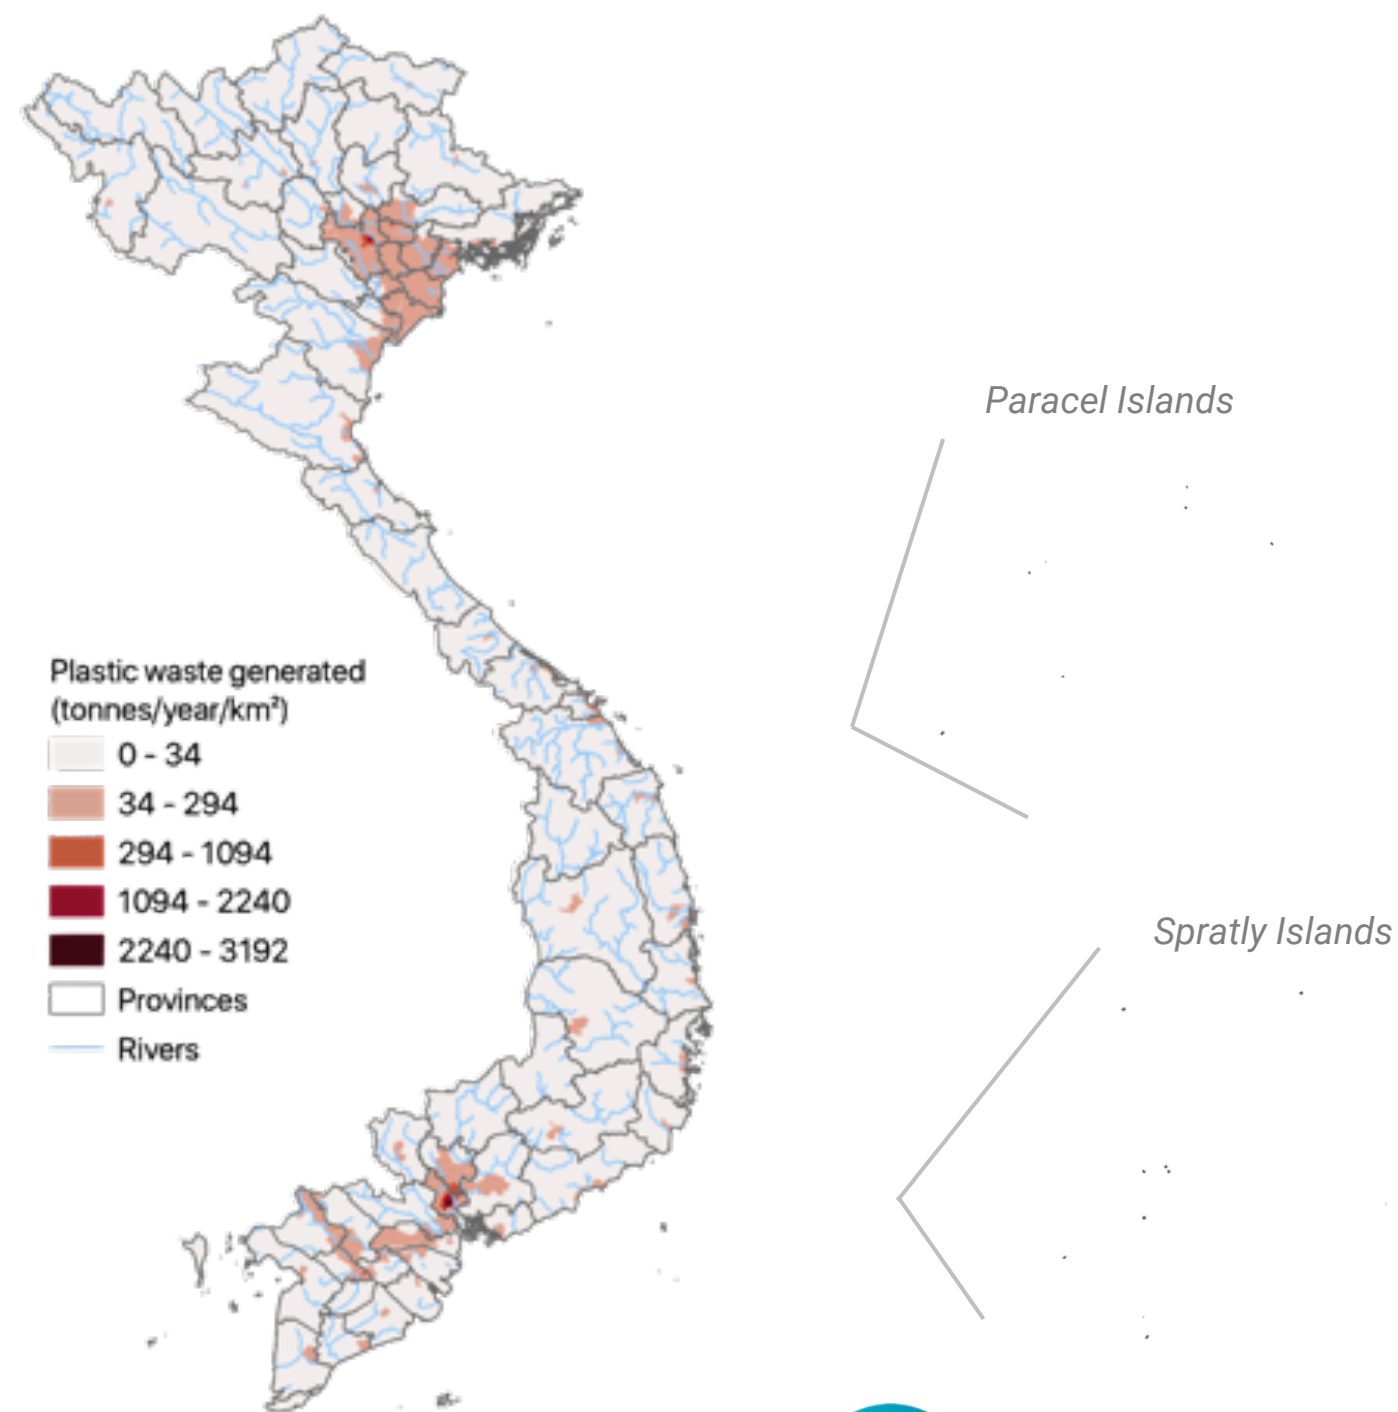 Paracel Islands
Plastic waste generated
(tonnes/year/km²)
0 - 34
34 - 294
294 - 1094
1094 - 2240
2240 - 3192
Provinces
Rivers
Spratly Islands